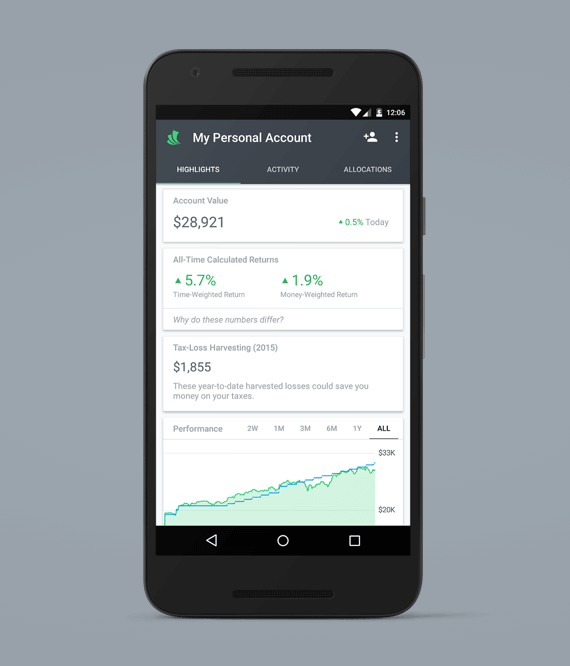 12:06
My Personal Account
HIGHLIGHTS ACTIVITY ALLOCATIONS
Account Value
$28,921 0.5% Today
All-Time Calculated Returns
5.7% 1.9%
Time-Weighted Return Money-Weighted Return
Why do these numbers differ?
Tax-Loss Harvesting (2015)
$1,855
These year-to-date harvested losses could save you
money on your taxes.
Performance 2W 1M 3M 6M 1Y ALL
$33K
$20K